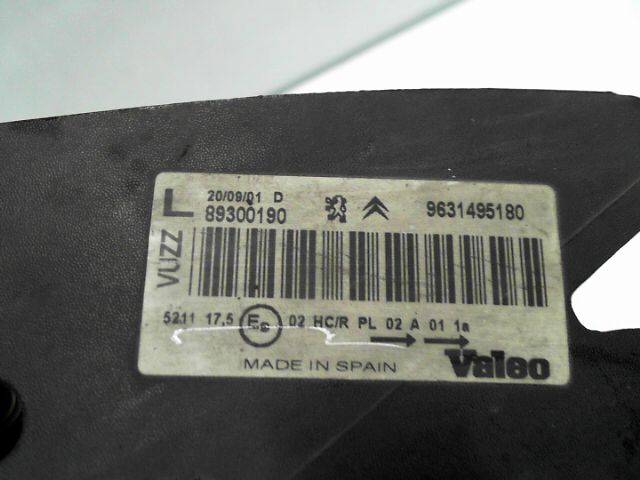 L 20/09/01 D
89300190 9631495180
VUZZ
5211 17,5 E9 02 HC/R PL 02 A 01 1a
MADE IN SPAIN Valeo